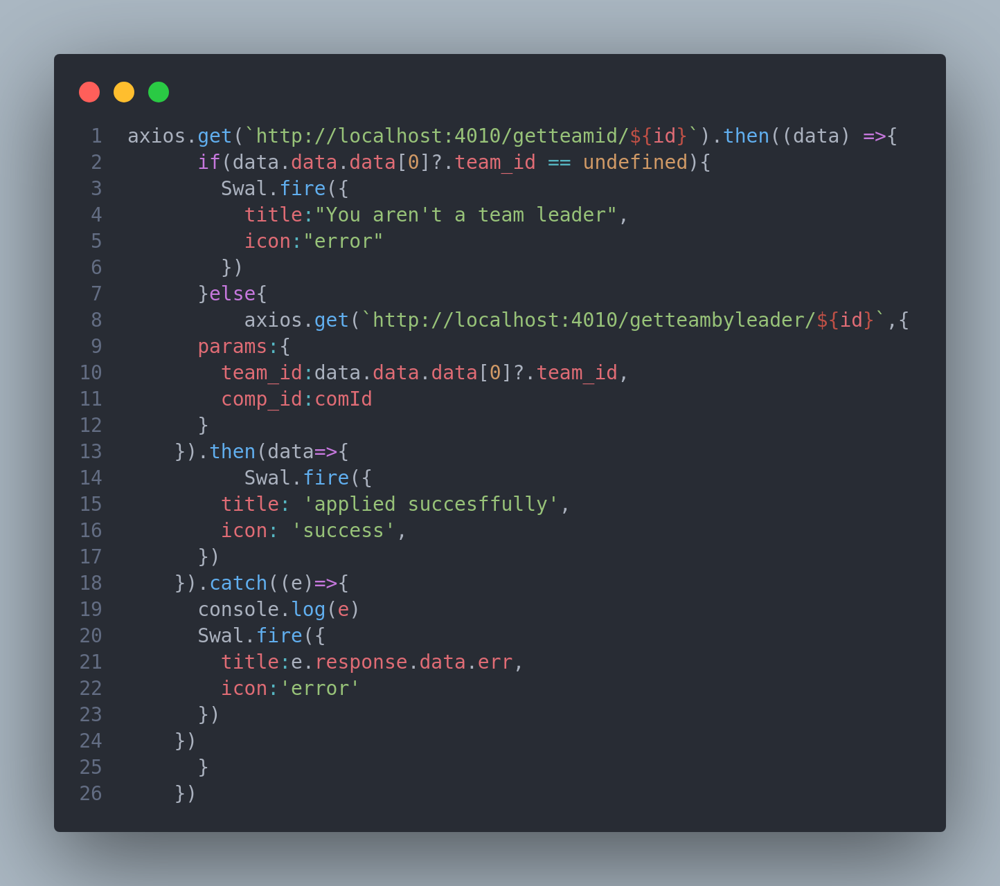 1 axios.get(`http://localhost:4010/getteamid/${id}`).then((data) =>{
2       if(data.data.data[0]?.team_id == undefined){
3         Swal.fire({
4           title:"You aren't a team leader",
5           icon:"error"
6         })
7       }else{
8           axios.get(`http://localhost:4010/getteambyleader/${id}`,{
9       params:{
10         team_id:data.data.data[0]?.team_id,
11         comp_id:comId
12       }
13     }).then(data=>{
14           Swal.fire({
15         title: 'applied succesffully',
16         icon: 'success',
17       })
18     }).catch((e)=>{
19       console.log(e)
20       Swal.fire({
21         title:e.response.data.err,
22         icon:'error'
23       })
24     })
25       }
26     })